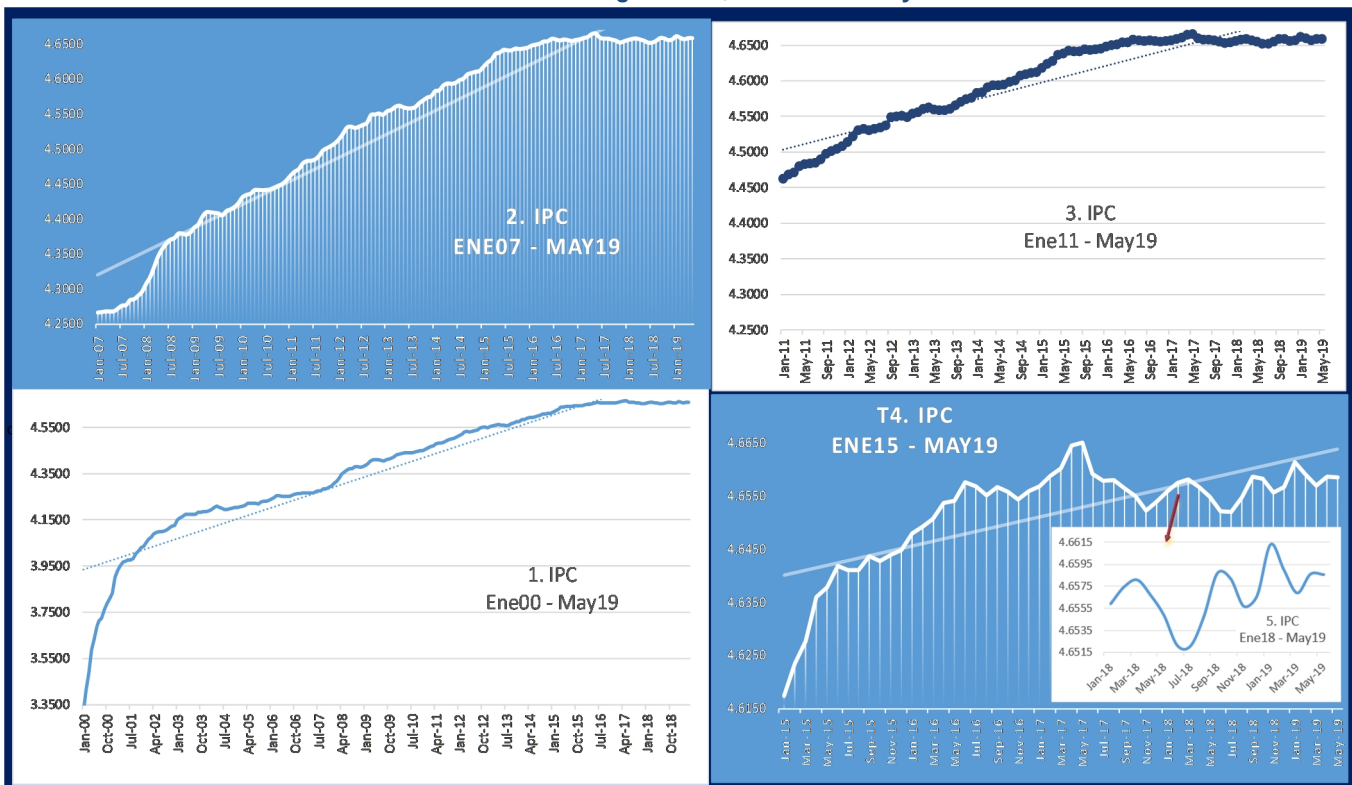 4.6500
4.6000
4.5500
4.5000
4.4500
4.4000
4.3500
4.3000
4.2500
2. IPC
ENE07 - MAY19
Jan-07
Jul-07
Jan-08
Jul-08
Jan-09
Jul-09
Jan-10
Jul-10
Jan-11
Jul-11
Jan-12
Jul-12
Jan-13
Jul-13
Jan-14
Jul-14
Jan-15
Jul-15
Jan-16
Jul-16
Jan-17
Jul-17
Jan-18
Jul-18
Jan-19
4.6500
4.6000
4.5500
4.5000
4.4500
4.4000
4.3500
4.3000
4.2500
3. IPC
Ene11 - May19
Jan-11
May-11
Sep-11
Jan-12
May-12
Sep-12
Jan-13
May-13
Sep-13
Jan-14
May-14
Sep-14
Jan-15
May-15
Sep-15
Jan-16
May-16
Sep-16
Jan-17
May-17
Sep-17
Jan-18
May-18
Sep-18
Jan-19
May-19
4.5500
4.3500
4.1500
3.9500
3.7500
3.5500
3.3500
1. IPC
Ene00 - May19
Jan-00
Oct-00
Jul-01
Apr-02
Jan-03
Oct-03
Jul-04
Apr-05
Jan-06
Oct-06
Jul-07
Apr-08
Jan-09
Oct-09
Jul-10
Apr-11
Jan-12
Oct-12
Jul-13
Apr-14
Jan-15
Oct-15
Jul-16
Apr-17
Jan-18
Oct-18
T4. IPC
ENE15 - MAY19
4.6650
4.6550
4.6450
4.6350
4.6250
4.6150
Jan-15
Mar-15
May-15
Jul-15
Sep-15
Nov-15
Jan-16
Mar-16
May-16
Jul-16
Sep-16
Nov-16
Jan-17
Mar-17
May-17
Jul-17
Sep-17
Nov-17
Jan-18
Mar-18
May-18
Jul-18
Sep-18
Nov-18
Jan-19
Mar-19
May-19
4.6615
4.6595
4.6575
4.6555
4.6535
4.6515
5. IPC
Ene18 - May19
Jan-18
Mar-18
May-18
Jul-18
Sep-18
Nov-18
Jan-19
Mar-19
May-19